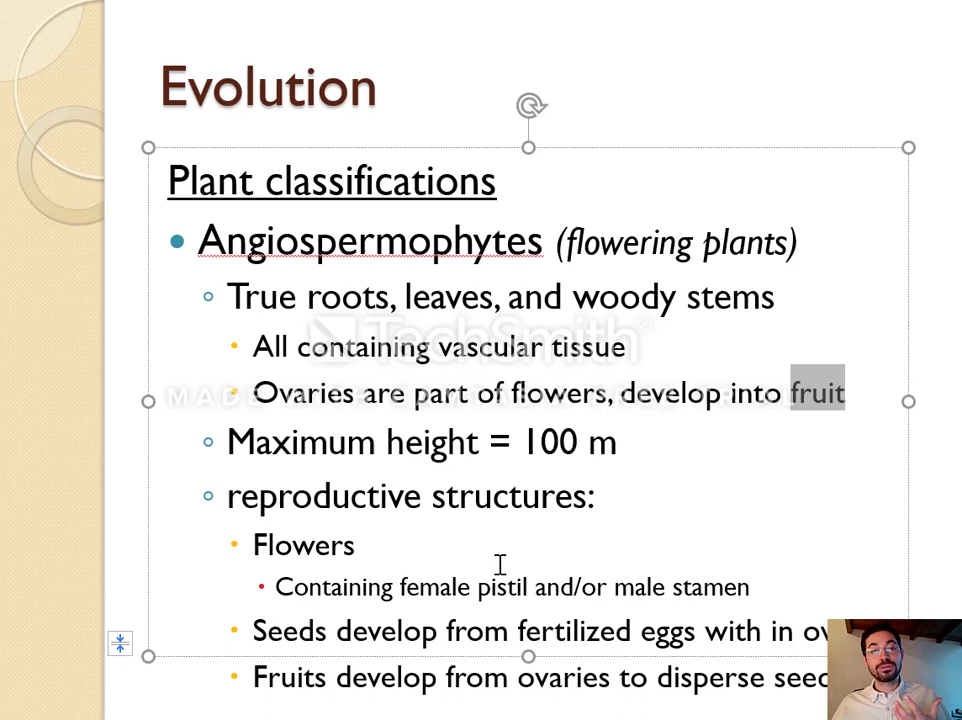 Evolution
Plant classifications
Angiospermophytes (flowering plants)
True roots, leaves, and woody stems
TechSmith
All containing vascular tissue
Ovaries are part of flowers, develop into fruit
Maximum height = 100 m
reproductive structures:
Flowers
Containing female pistil and/or male stamen
Seeds develop from fertilized eggs with in ov
Fruits develop from ovaries to disperse seed